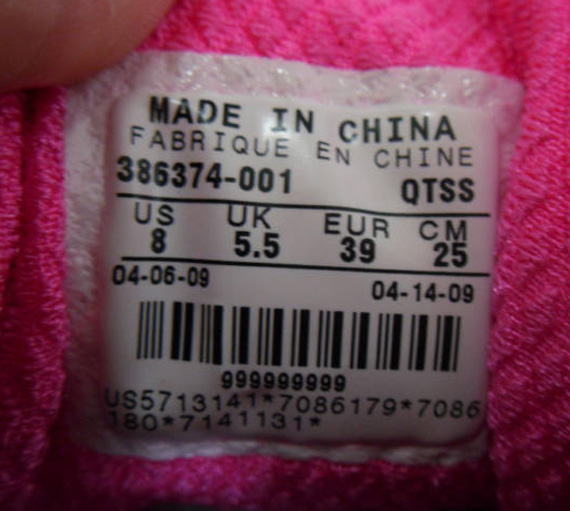 MADE IN CHINA
FABRIQUE EN CHINE
386374-001 QTSS
US UK EUR CM
8 5.5 39 25
04-06-09 04-14-09
999999999
US5713141*7086179*7086
180*7141131*